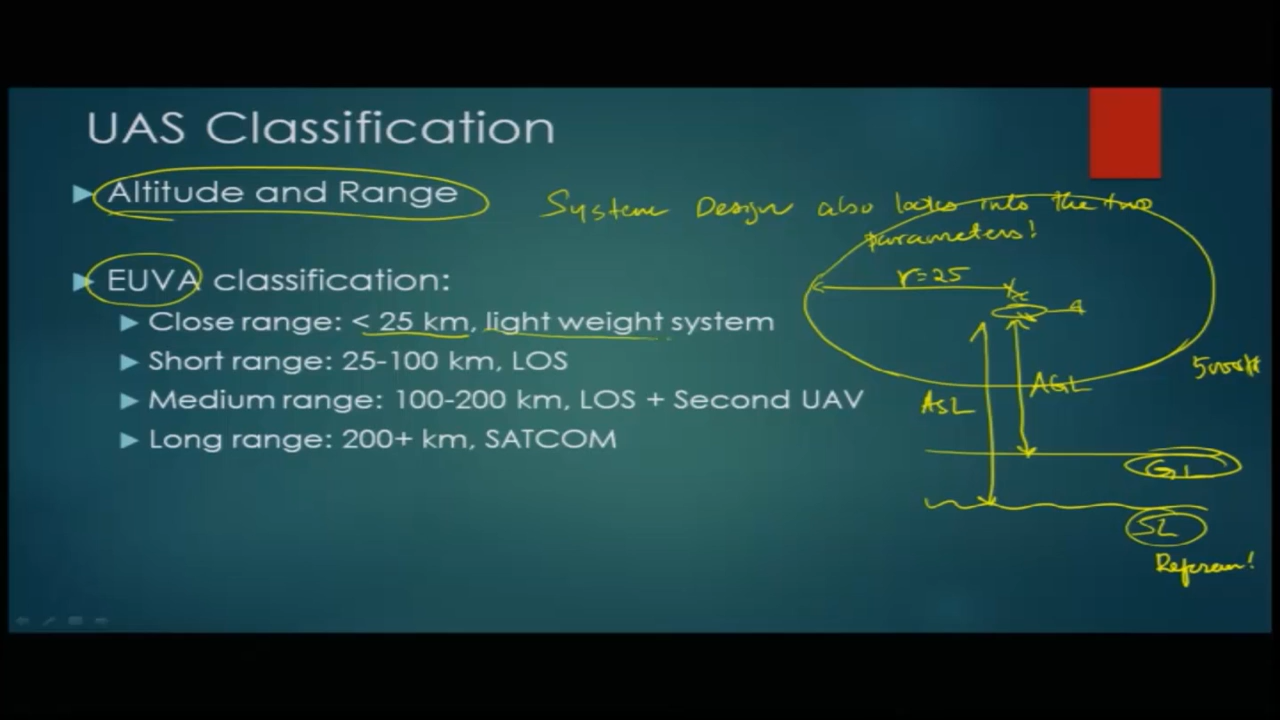 UAS Classification
Altitude and Range
System Design also looks into the two
parameters!
EUVA classification:
r=25
Close range: < 25 km, light weight system
Short range: 25-100 km, LOS
Medium range: 100-200 km, LOS + Second UAV
Long range: 200+ km, SATCOM
AGL
ASL
GL
SL